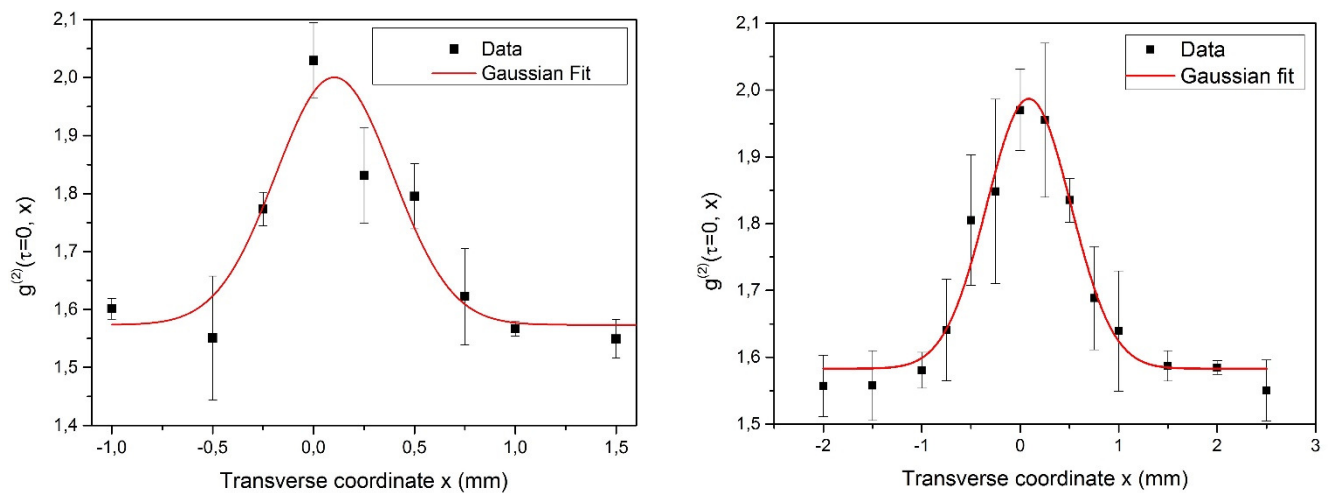 2,1
2,0
1,9
1,8
1,7
1,6
1,5
1,4
g(2)(τ=0, x)
Data
Gaussian Fit
-1,0 -0,5 0,0 0,5 1,0 1,5
Transverse coordinate x (mm)
2,1
2,0
1,9
1,8
1,7
1,6
1,5
g(2)(τ=0, x)
Data
Gaussian fit
-2 -1 0 1 2 3
Transverse coordinate x (mm)